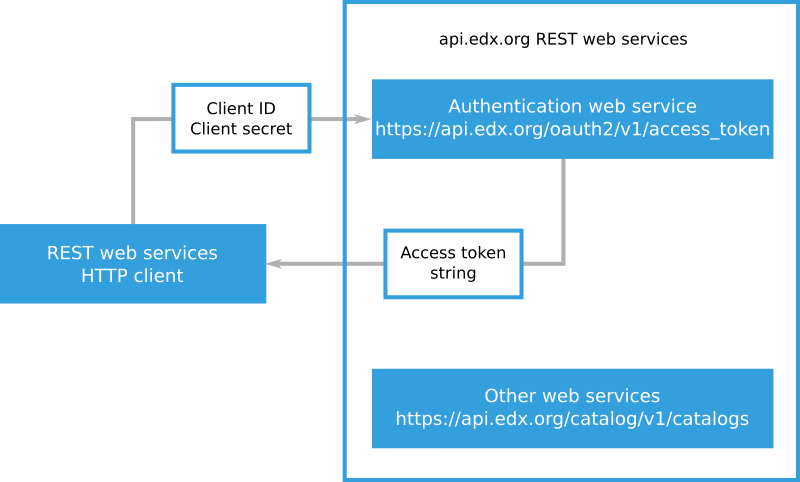 api.edx.org REST web services
Client ID
Client secret
Authentication web service
https://api.edx.org/oauth2/v1/access_token
REST web services
HTTP client
Access token
string
Other web services
https://api.edx.org/catalog/v1/catalogs